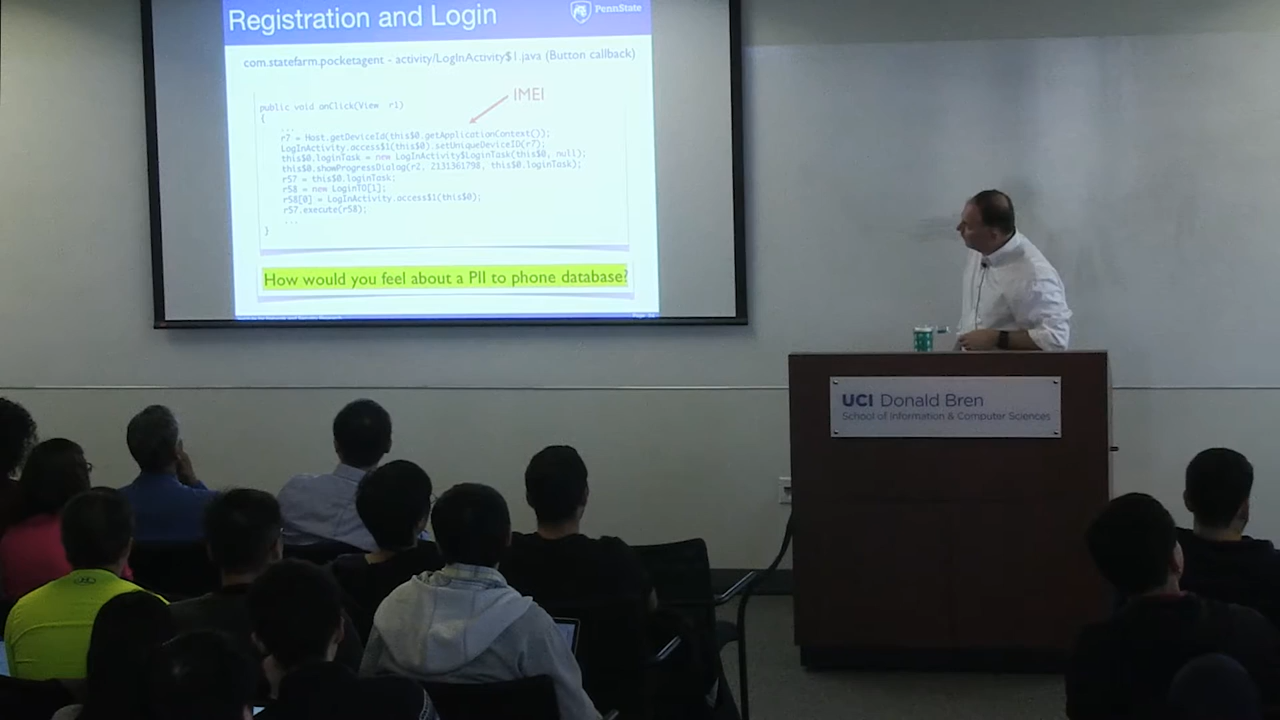 Registration and Login
PennState
com.statefarm.pocketagent - activity/LogInActivity$1.java (Button callback)
IMEI
public void onClick(View r1)
{
...
r7 = Host.getDeviceId(this$0.getApplicationContext());
LogInActivity.access$1(this$0).setUniqueDeviceID(r7);
this$0.loginTask = new LogInActivity$LoginTask(this$0, null);
this$0.showProgressDialog(r2, 2131361798, this$0.loginTask);
r57 = this$0.loginTask;
r58 = new LoginTO[1];
r58[0] = LogInActivity.access$1(this$0);
r57.execute(r58);
...
}
How would you feel about a PII to phone database?
UCI Donald Bren
School of Information & Computer Sciences